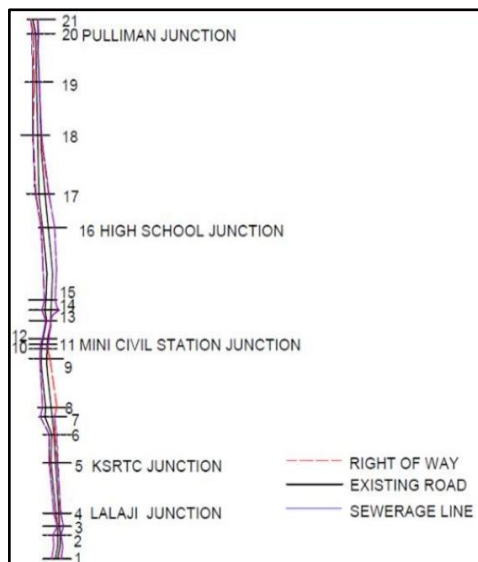 21
20 PULLIMAN JUNCTION
19
18
17
16 HIGH SCHOOL JUNCTION
15
14
13
12
11 MINI CIVIL STATION JUNCTION
10
9
8
7
6
5 KSRTC JUNCTION
RIGHT OF WAY
EXISTING ROAD
SEWERAGE LINE
4 LALAJI JUNCTION
3
2
1